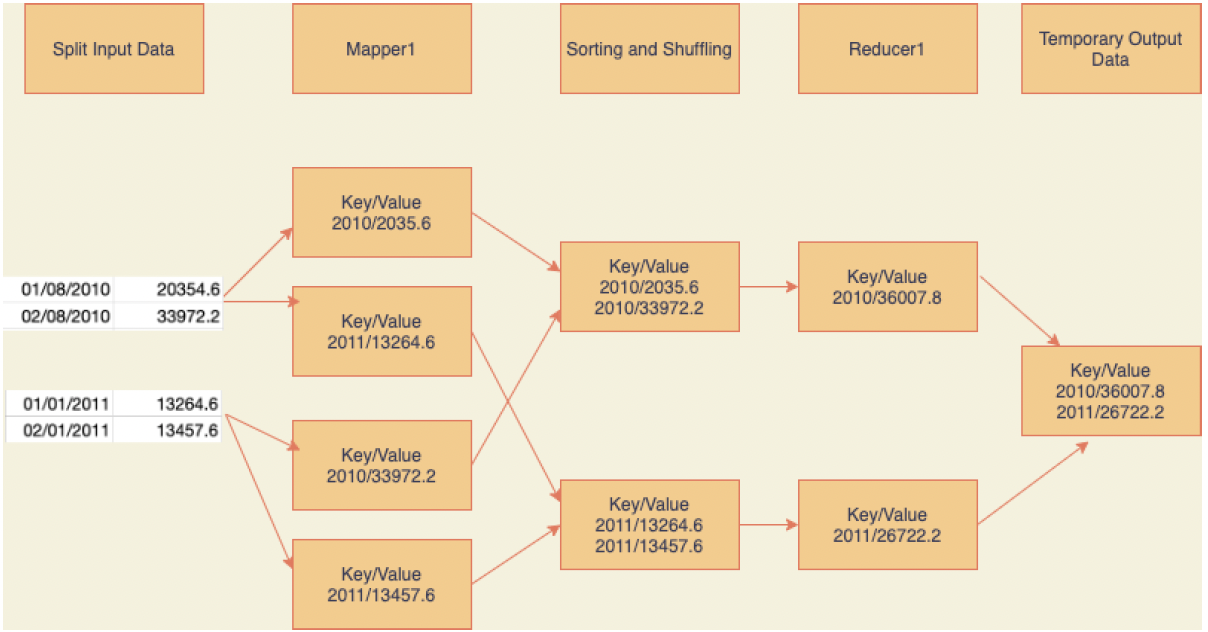 Split Input Data
Mapper1
Sorting and Shuffling
Reducer1
Temporary Output
Data
01/08/2010 20354.6
02/08/2010 33972.2
01/01/2011 13264.6
02/01/2011 13457.6
Key/Value
2010/2035.6
Key/Value
2011/13264.6
Key/Value
2010/33972.2
Key/Value
2011/13457.6
Key/Value
2010/2035.6
2010/33972.2
Key/Value
2011/13264.6
2011/13457.6
Key/Value
2010/36007.8
Key/Value
2011/26722.2
Key/Value
2010/36007.8
2011/26722.2